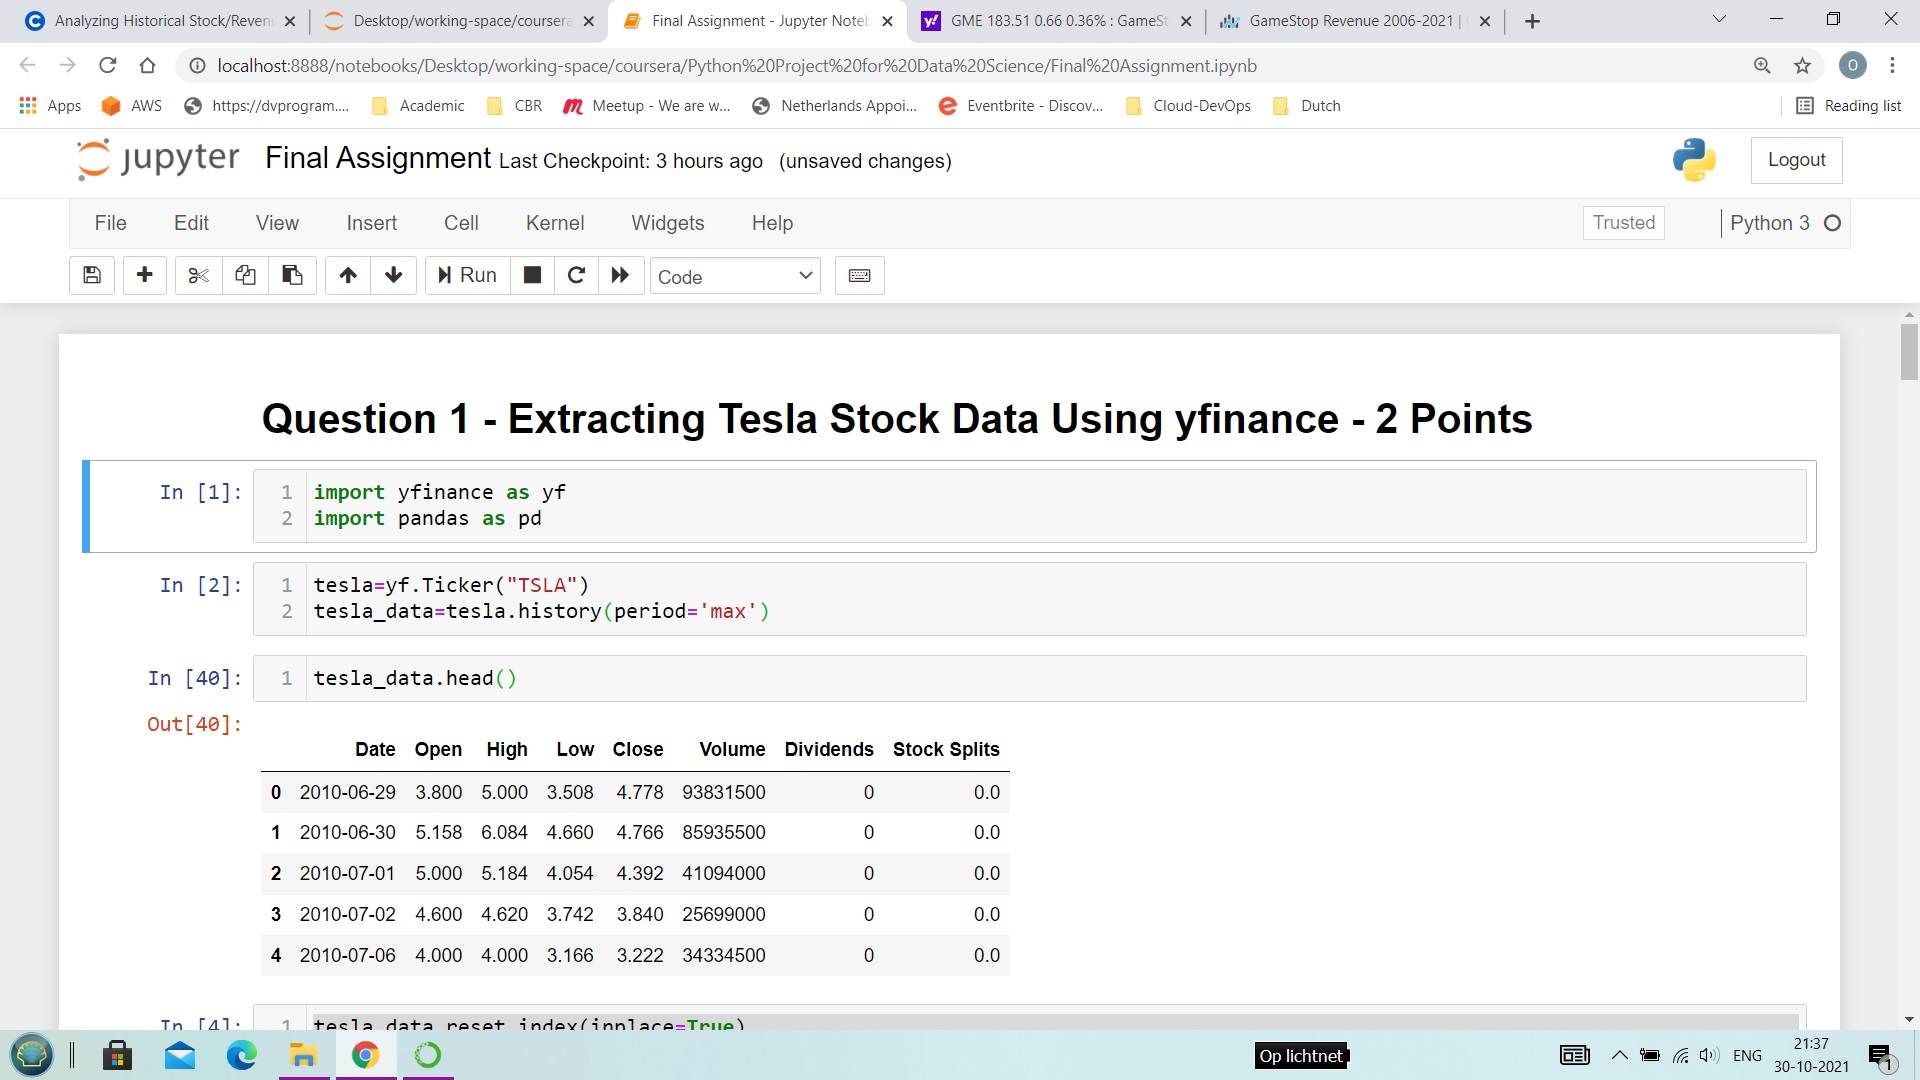 Analyzing Historical Stock/Reven
Desktop/working-space/coursera
Final Assignment - Jupyter Noteb
GME 183.51 0.66 0.36% : GameSt
GameStop Revenue 2006-2021 |
localhost:8888/notebooks/Desktop/working-space/coursera/Python%20Project%20for%20Data%20Science/Final%20Assignment.ipynb
O
Apps
AWS
https://dvprogram....
Academic
CBR
Meetup - We are w...
Netherlands Appoi...
Eventbrite - Discov...
Cloud-DevOps
Dutch
Reading list
jupyter
Final Assignment Last Checkpoint: 3 hours ago (unsaved changes)
Logout
File Edit View Insert Cell Kernel Widgets Help
Trusted
Python 3
Run
Code
Question 1 - Extracting Tesla Stock Data Using yfinance - 2 Points
In [1]:
1 import yfinance as yf
2 import pandas as pd
In [2]:
1 tesla=yf.Ticker("TSLA")
2 tesla_data=tesla.history(period='max')
In [40]:
1 tesla_data.head()
Out[40]:
Date Open High Low Close Volume Dividends Stock Splits
0 2010-06-29 3.800 5.000 3.508 4.778 93831500 0 0.0
1 2010-06-30 5.158 6.084 4.660 4.766 85935500 0 0.0
2 2010-07-01 5.000 5.184 4.054 4.392 41094000 0 0.0
3 2010-07-02 4.600 4.620 3.742 3.840 25699000 0 0.0
4 2010-07-06 4.000 4.000 3.166 3.222 34334500 0 0.0
In [4]:
1 tesla_data.reset_index(inplace=True)
Op lichtnet
ENG
21:37
30-10-2021
1